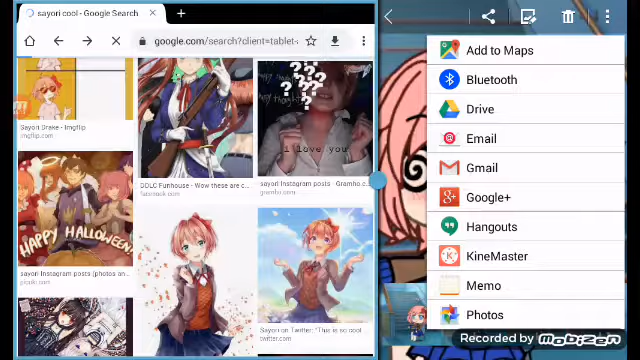 sayori cool - Google Search
google.com/search?client=tablet-
Sayori Drake - Imgflip
imgflip.com
HAPPY HALLOWEEN
sayori Instagram posts (photos an...
???
???
i love you
DDLC Funhouse - Wow these are c...
facebook.com
sayori Instagram posts - Gramho.c...
gramho.com
Sayori on Twitter: "This is so cool
twitter.com
Add to Maps
Bluetooth
Drive
Email
Gmail
Google+
Hangouts
KineMaster
Memo
Photos
Recorded by MOBIZEN